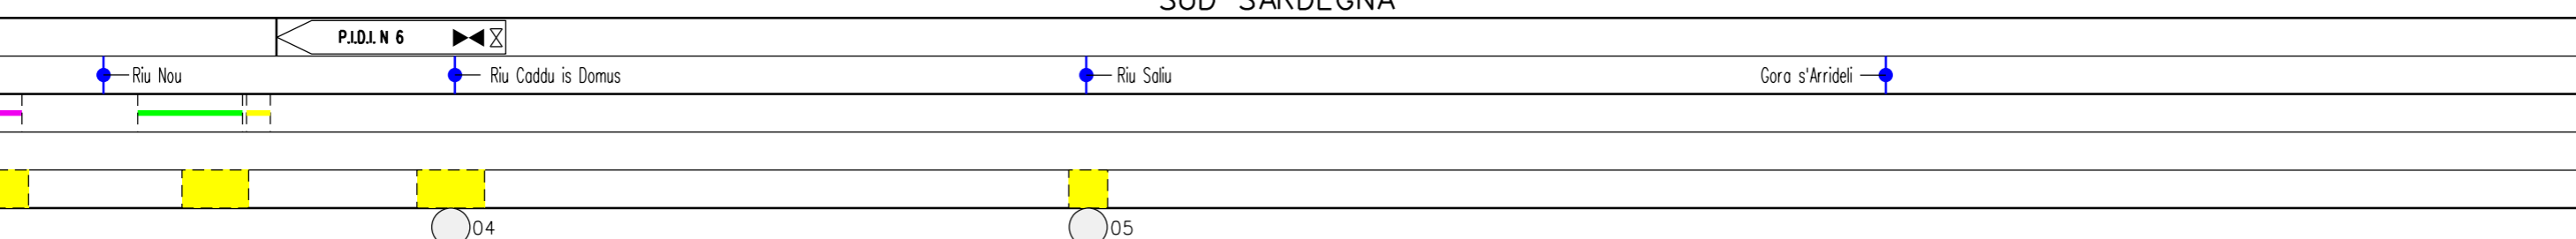 SUD SARDEGNA
P.I.D.I. N 6
Riu Nou
Riu Caddu is Domus
Riu Saliu
Gora s'Arrideli
04
05